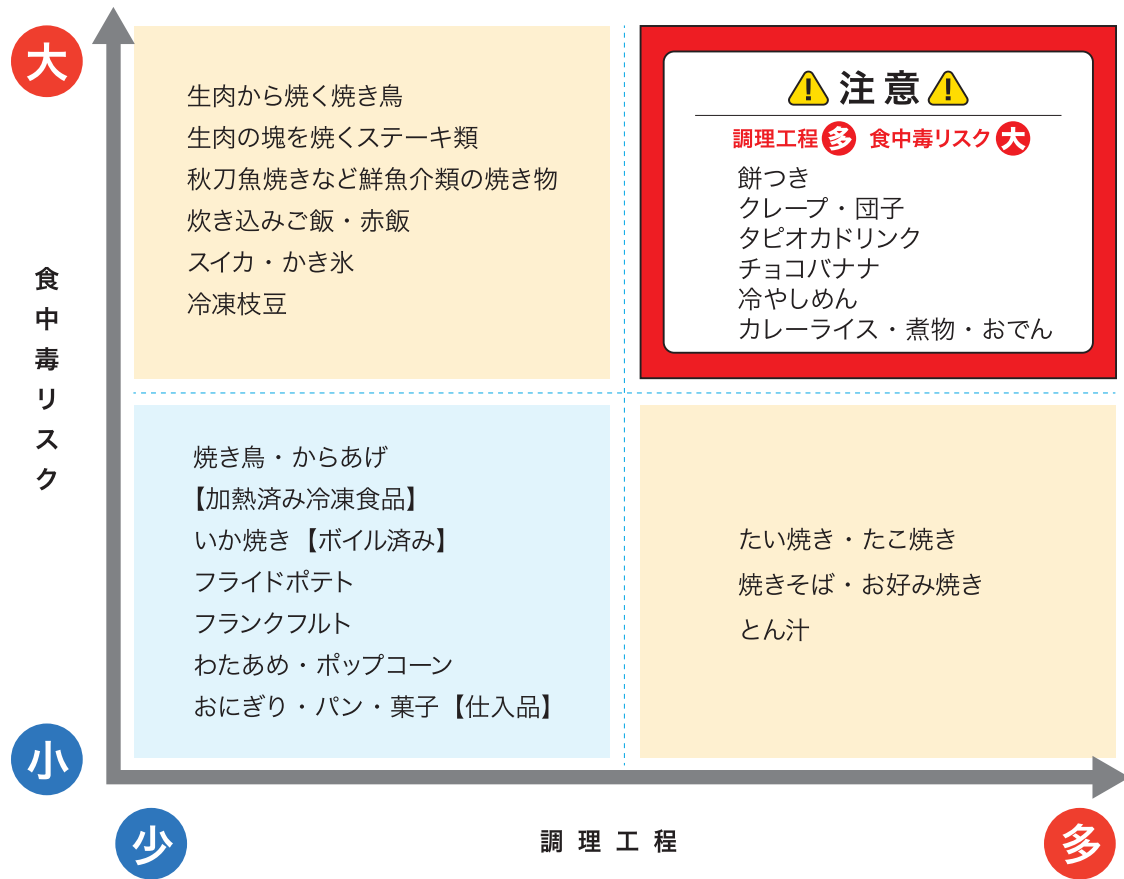 大
生肉から焼く焼き鳥
生肉の塊を焼くステーキ類
秋刀魚焼きなど鮮魚介類の焼き物
炊き込みご飯・赤飯
スイカ・かき氷
冷凍枝豆
注意
調理工程多 食中毒リスク大
餅つき
クレープ・団子
タピオカドリンク
チョコバナナ
冷やしめん
カレーライス・煮物・おでん
食中毒リスク
焼き鳥・からあげ
【加熱済み冷凍食品】
いか焼き【ボイル済み】
フライドポテト
フランクフルト
わたあめ・ポップコーン
おにぎり・パン・菓子【仕入品】
たい焼き・たこ焼き
焼きそば・お好み焼き
とん汁
小
少
調理工程
多